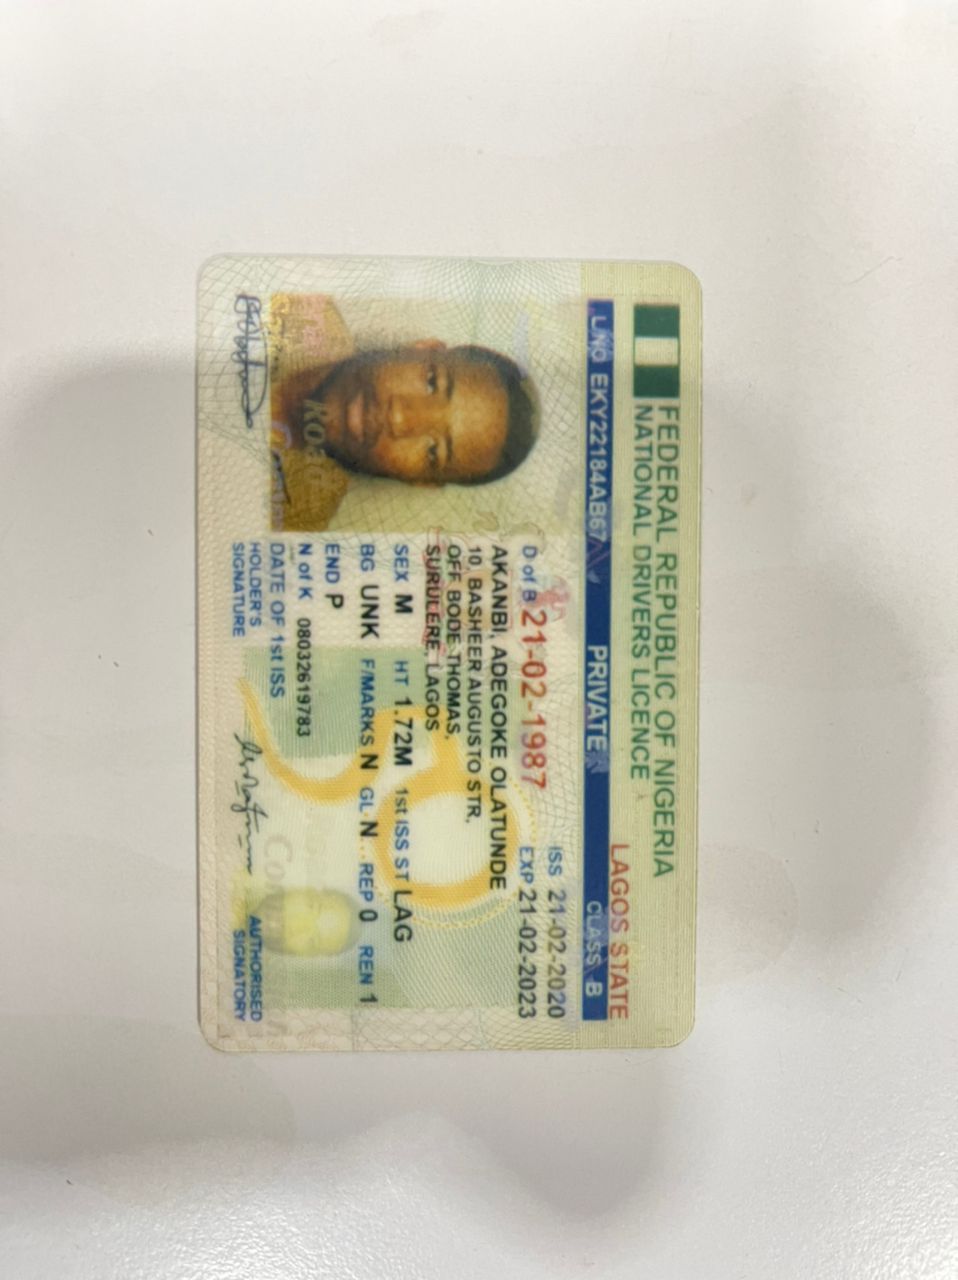 FEDERAL REPUBLIC OF NIGERIA
NATIONAL DRIVERS LICENCE
LAGOS STATE
L/NO EKY22184AB67 PRIVATE CLASS B
D of B 21-02-1987
ISS 21-02-2020
EXP 21-02-2023
AKANBI, ADEGOKE OLATUNDE
10, BASHEER AUGUSTO STR,
OFF BODE THOMAS,
SURULERE, LAGOS
SEX M HT 1.72M 1st ISS ST LAG
BG UNK F/MARKS N GL N REP 0 REN 1
END P
N of K 08032619783
DATE OF 1st ISS
HOLDER'S
SIGNATURE
AUTHORISED
SIGNATORY